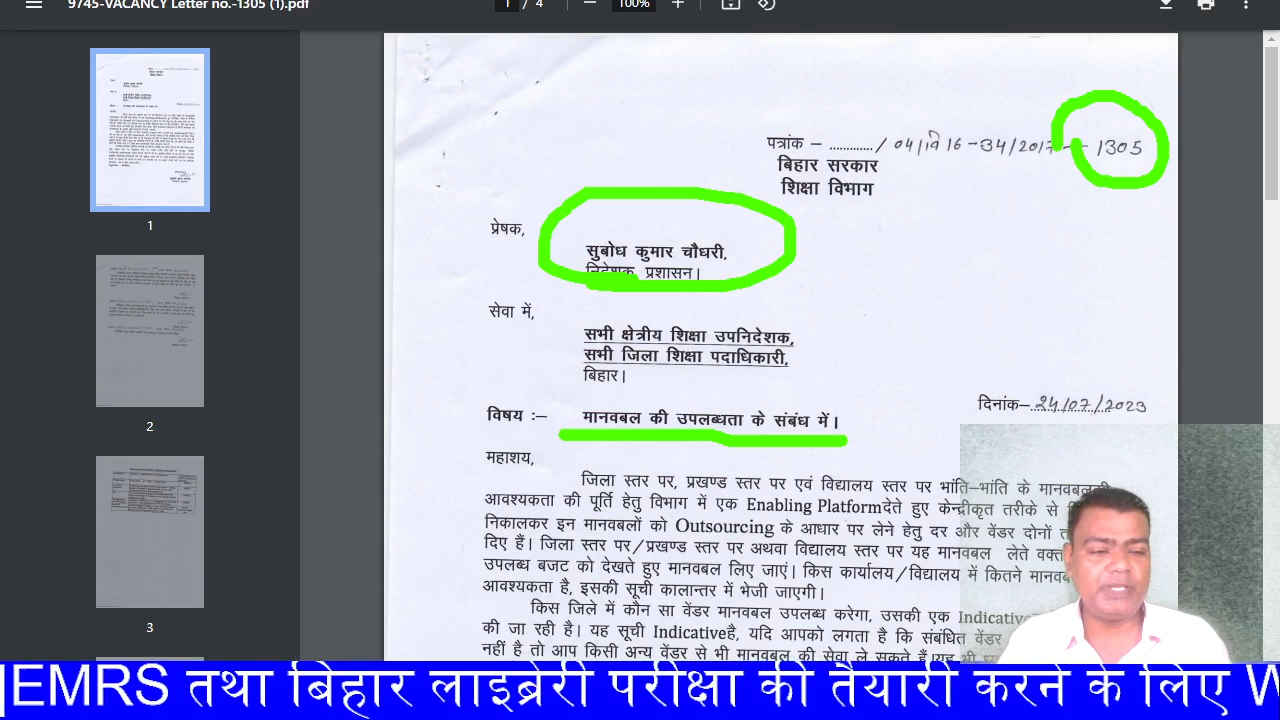 9745-VACANCY Letter no.-1305 (1).pdf
1 / 4
100%
पत्रांक – ............/ 04/वि 16-34/2017 - 1305
बिहार सरकार
शिक्षा विभाग
प्रेषक,
सुबोध कुमार चौधरी,
निदेशक, प्रशासन।
सेवा में,
सभी क्षेत्रीय शिक्षा उपनिदेशक,
सभी जिला शिक्षा पदाधिकारी,
बिहार।
दिनांक–24/07/2023
विषय :– मानवबल की उपलब्धता के संबंध में।
महाशय,
जिला स्तर पर, प्रखण्ड स्तर पर एवं विद्यालय स्तर पर भांति–भांति के
आवश्यकता की पूर्ति हेतु विभाग में एक Enabling Platformदेते हुए केन्द्रीकृत तरीके से
निकालकर इन मानवबलों को Outsourcing के आधार पर लेने हेतु दर और वेंडर दोनों
दिए हैं। जिला स्तर पर/प्रखण्ड स्तर पर अथवा विद्यालय स्तर पर यह मानवबल लेते वक्त
उपलब्ध बजट को देखते हुए मानवबल लिए जाएं। किस कार्यालय/विद्यालय में कितने
आवश्यकता है, इसकी सूची कालान्तर में भेजी जाएगी।
किस जिले में कौन सा वेंडर मानवबल उपलब्ध करेगा, उसकी एक Indicative
की जा रही है। यह सूची Indicativeहै, यदि आपको लगता है कि संबंधित वेंडर
नहीं है तो आप किसी अन्य वेंडर से भी मानवबल की सेवा ले सकते हैं।यह भी
1
2
3
EMRS तथा बिहार लाइब्रेरी परीक्षा की तैयारी करने के लिए W